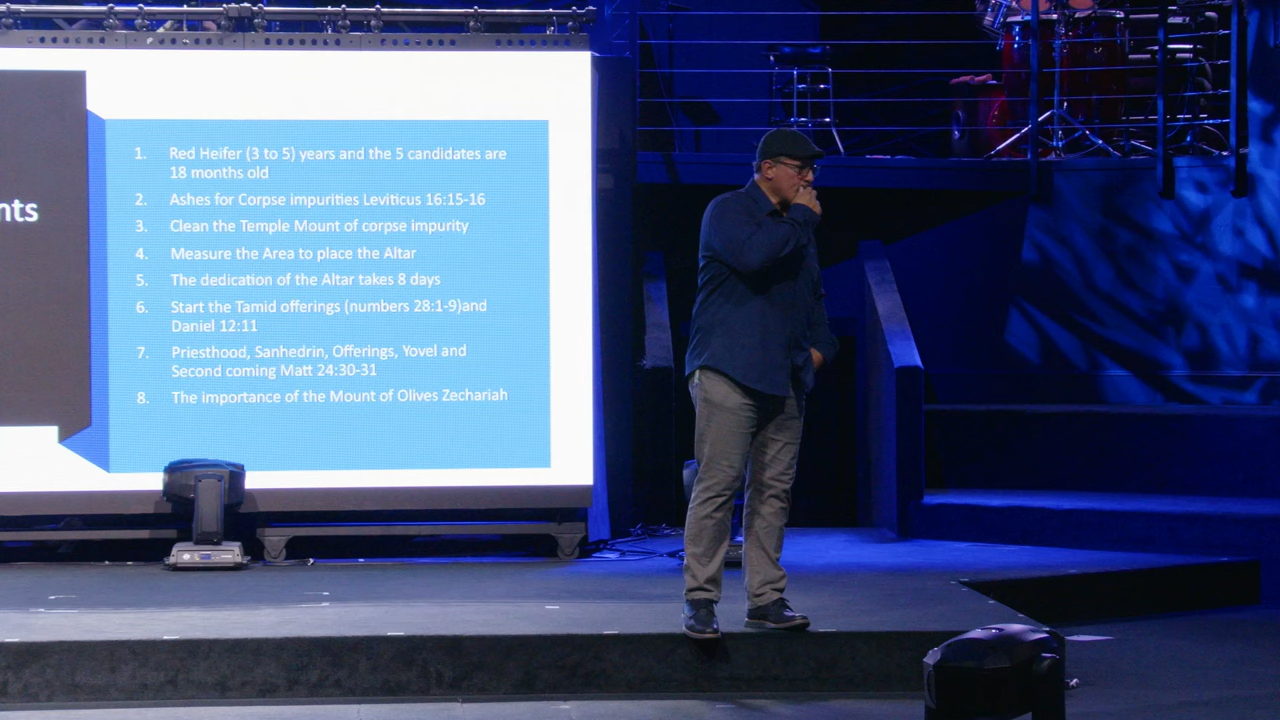 nts
1. Red Heifer (3 to 5) years and the 5 candidates are
18 months old
2. Ashes for Corpse impurities Leviticus 16:15-16
3. Clean the Temple Mount of corpse impurity
4. Measure the Area to place the Altar
5. The dedication of the Altar takes 8 days
6. Start the Tamid offerings (numbers 28:1-9)and
Daniel 12:11
7. Priesthood, Sanhedrin, Offerings, Yovel and
Second coming Matt 24:30-31
8. The importance of the Mount of Olives Zechariah